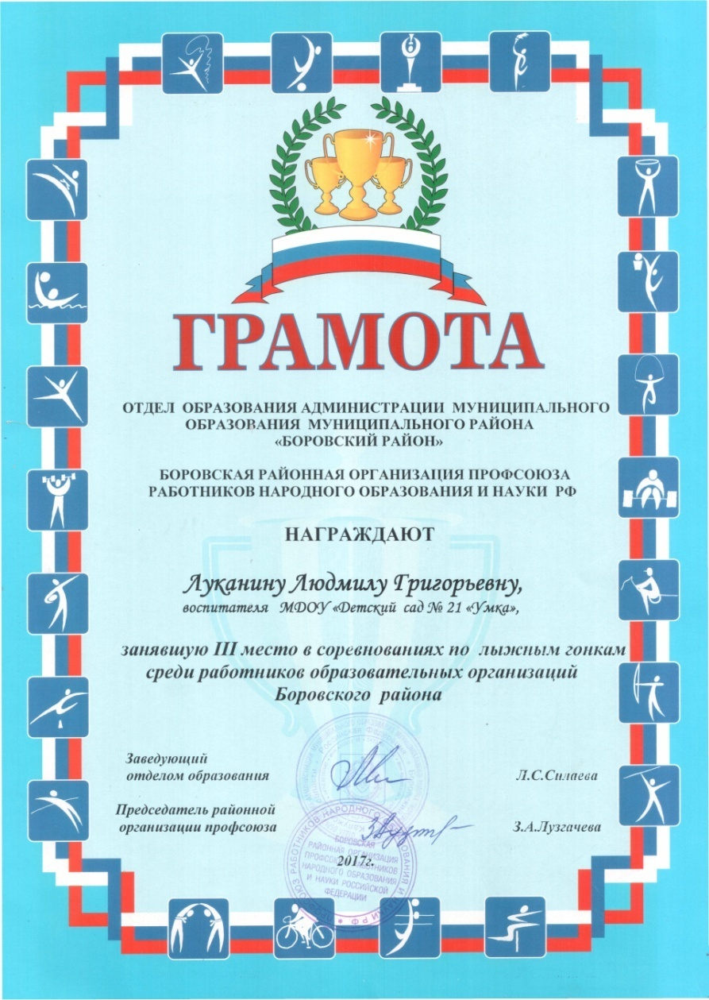 ГРАМОТА
ОТДЕЛ ОБРАЗОВАНИЯ АДМИНИСТРАЦИИ МУНИЦИПАЛЬНОГО
ОБРАЗОВАНИЯ МУНИЦИПАЛЬНОГО РАЙОНА
«БОРОВСКИЙ РАЙОН»
БОРОВСКАЯ РАЙОННАЯ ОРГАНИЗАЦИЯ ПРОФСОЮЗА
РАБОТНИКОВ НАРОДНОГО ОБРАЗОВАНИЯ И НАУКИ РФ
НАГРАЖДАЮТ
Луканину Людмилу Григорьевну,
воспитателя МДОУ «Детский сад № 21 «Умка»,
занявшую III место в соревнованиях по лыжным гонкам
среди работников образовательных организаций
Боровского района
Заведующий
отделом образования
Л.С.Силаева
Председатель районной
организации профсоюза
З.А.Лузгачева
2017г.
БОРОВСКАЯ
РАЙОННАЯ ОРГАНИЗАЦИЯ
ПРОФСОЮЗА РАБОТНИКОВ
НАРОДНОГО ОБРАЗОВАНИЯ
И НАУКИ РОССИЙСКОЙ
ФЕДЕРАЦИИ